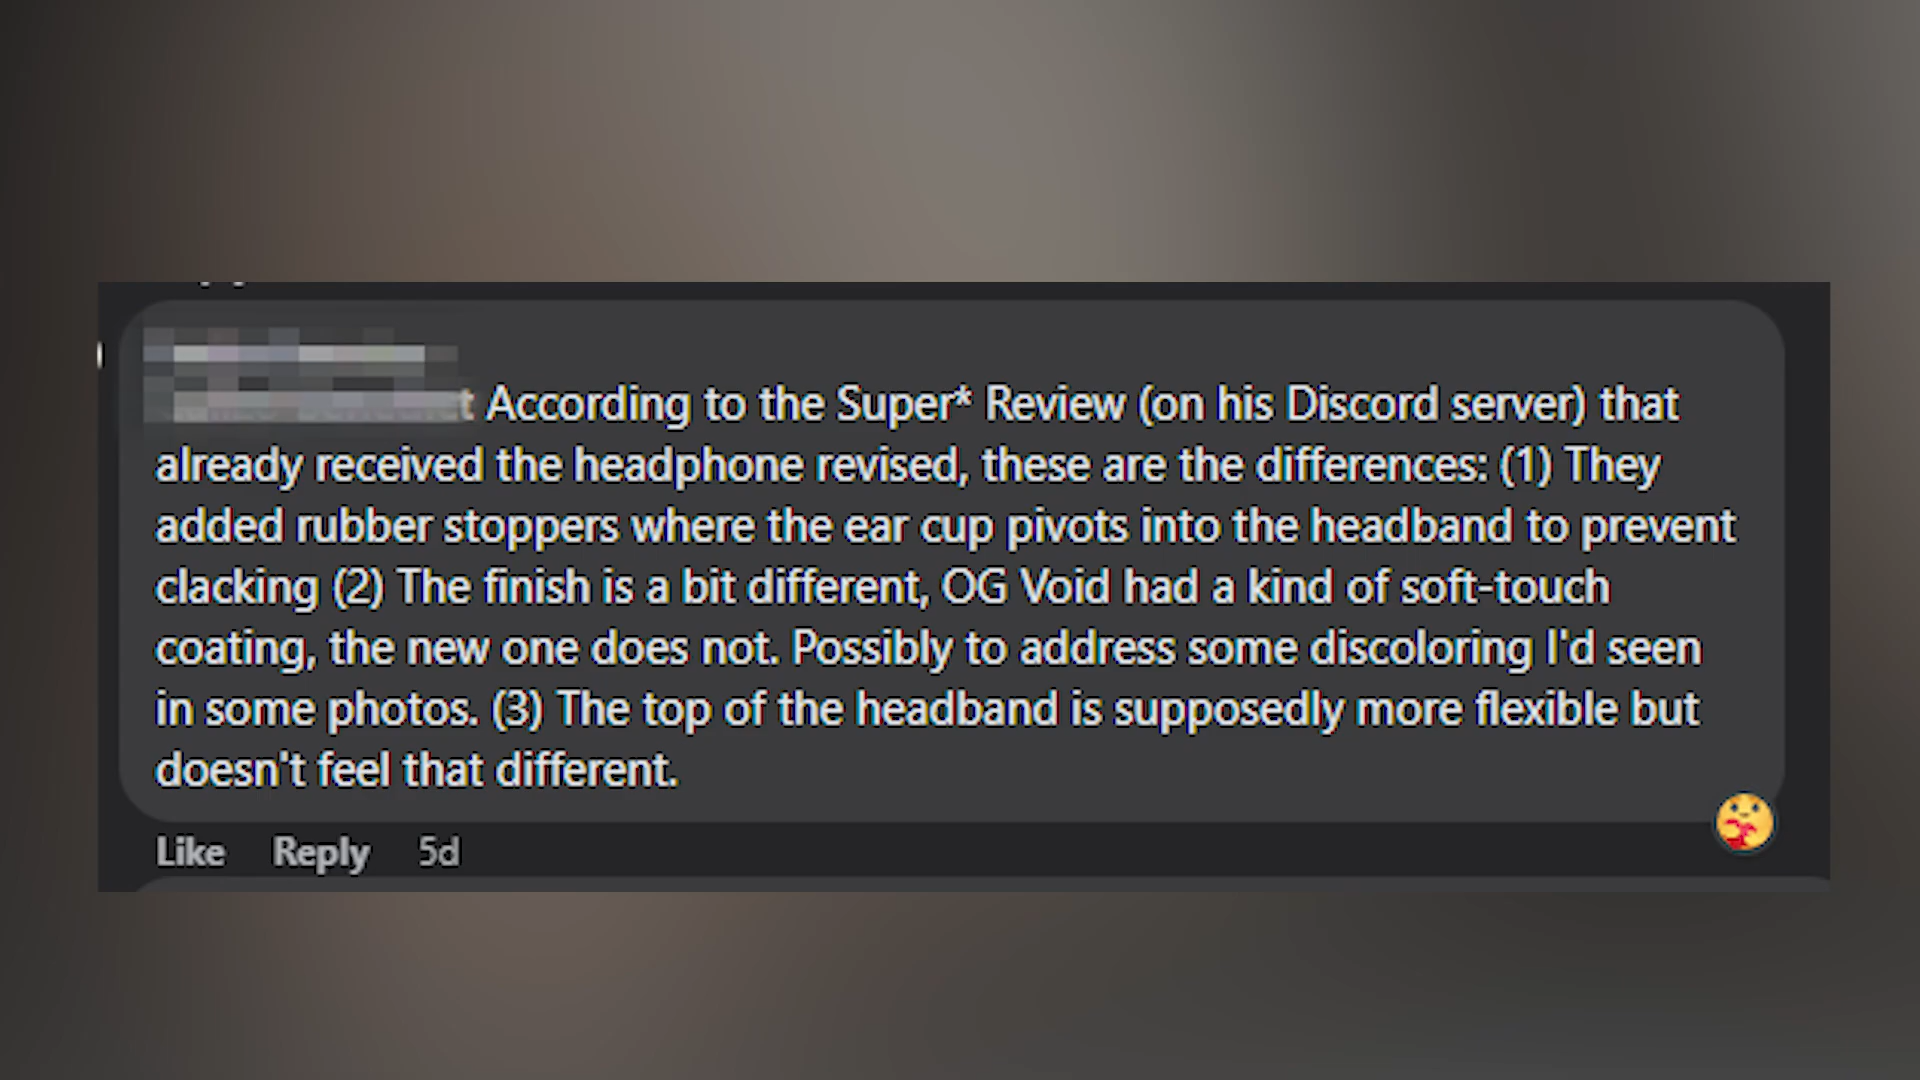 According to the Super* Review (on his Discord server) that
already received the headphone revised, these are the differences: (1) They
added rubber stoppers where the ear cup pivots into the headband to prevent
clacking (2) The finish is a bit different, OG Void had a kind of soft-touch
coating, the new one does not. Possibly to address some discoloring I'd seen
in some photos. (3) The top of the headband is supposedly more flexible but
doesn't feel that different.
Like Reply 5d